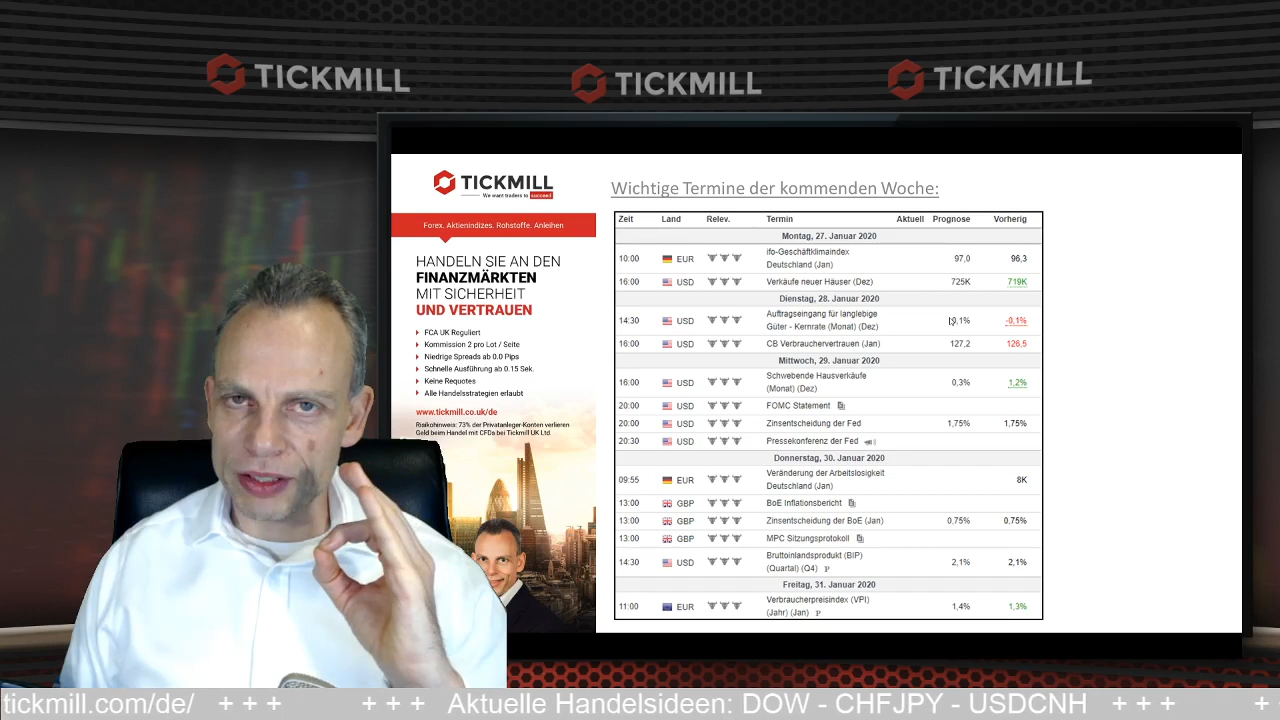 TICKMILL
TICKMILL
TICKMILL
TICKMILL
We want traders to succeed
Forex. Aktienindizes. Rohstoffe. Anleihen
HANDELN SIE AN DEN
FINANZMÄRKTEN
MIT SICHERHEIT
UND VERTRAUEN
FCA UK Reguliert
Kommission 2 pro Lot / Seite
Niedrige Spreads ab 0.0 Pips
Schnelle Ausführung ab 0.15 Sek.
Keine Requotes
Alle Handelsstrategien erlaubt
www.tickmill.co.uk/de
Risikohinweis: 73% der Privatanleger-Konten verlieren
Geld beim Handel mit CFDs bei Tickmill UK Ltd.
Wichtige Termine der kommenden Woche:
Zeit Land Relev. Termin Aktuell Prognose Vorherig
Montag, 27. Januar 2020
10:00 EUR ifo-Geschäftklimaindex Deutschland (Jan) 97,0 96,3
16:00 USD Verkäufe neuer Häuser (Dez) 725K 719K
Dienstag, 28. Januar 2020
14:30 USD Auftragseingang für langlebige Güter - Kernrate (Monat) (Dez) 0,1% -0,1%
16:00 USD CB Verbrauchervertrauen (Jan) 127,2 126,5
Mittwoch, 29. Januar 2020
16:00 USD Schwebende Hausverkäufe (Monat) (Dez) 0,3% 1,2%
20:00 USD FOMC Statement
20:00 USD Zinsentscheidung der Fed 1,75% 1,75%
20:30 USD Pressekonferenz der Fed
Donnerstag, 30. Januar 2020
09:55 EUR Veränderung der Arbeitslosigkeit Deutschland (Jan) 8K
13:00 GBP BoE Inflationsbericht
13:00 GBP Zinsentscheidung der BoE (Jan) 0,75% 0,75%
13:00 GBP MPC Sitzungsprotokoll
14:30 USD Bruttoinlandsprodukt (BIP) (Quartal) (Q4) P 2,1% 2,1%
Freitag, 31. Januar 2020
11:00 EUR Verbraucherpreisindex (VPI) (Jahr) (Jan) P 1,4% 1,3%
tickmill.com/de/ +++ +++ Aktuelle Handelsideen: DOW - CHFJPY - USDCNH +++ +